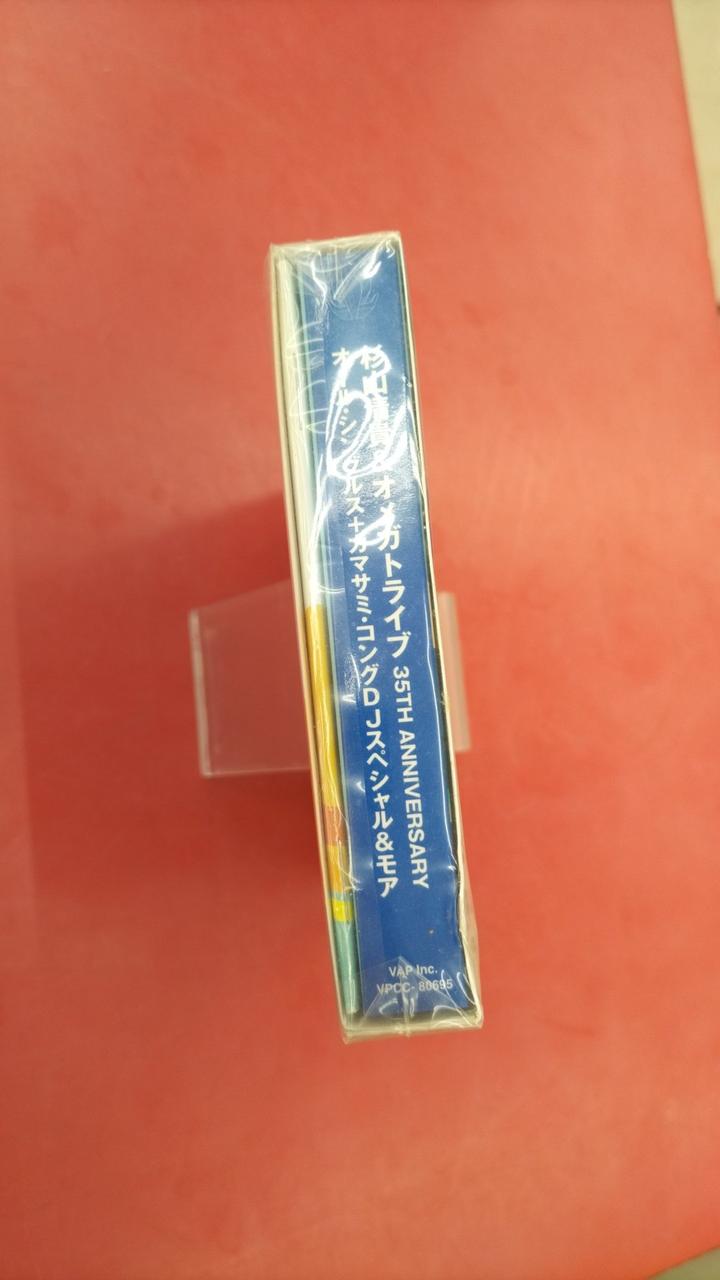 杉山清貴&オメガトライブ 35TH ANNIVERSARY
オール・シングルス+カマサミ・コングDJスペシャル&モア
VAP Inc.
VPCC- 80695